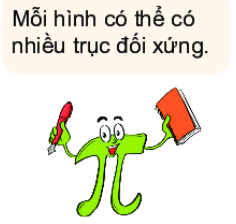 Mỗi hình có thể có
nhiều trục đối xứng.